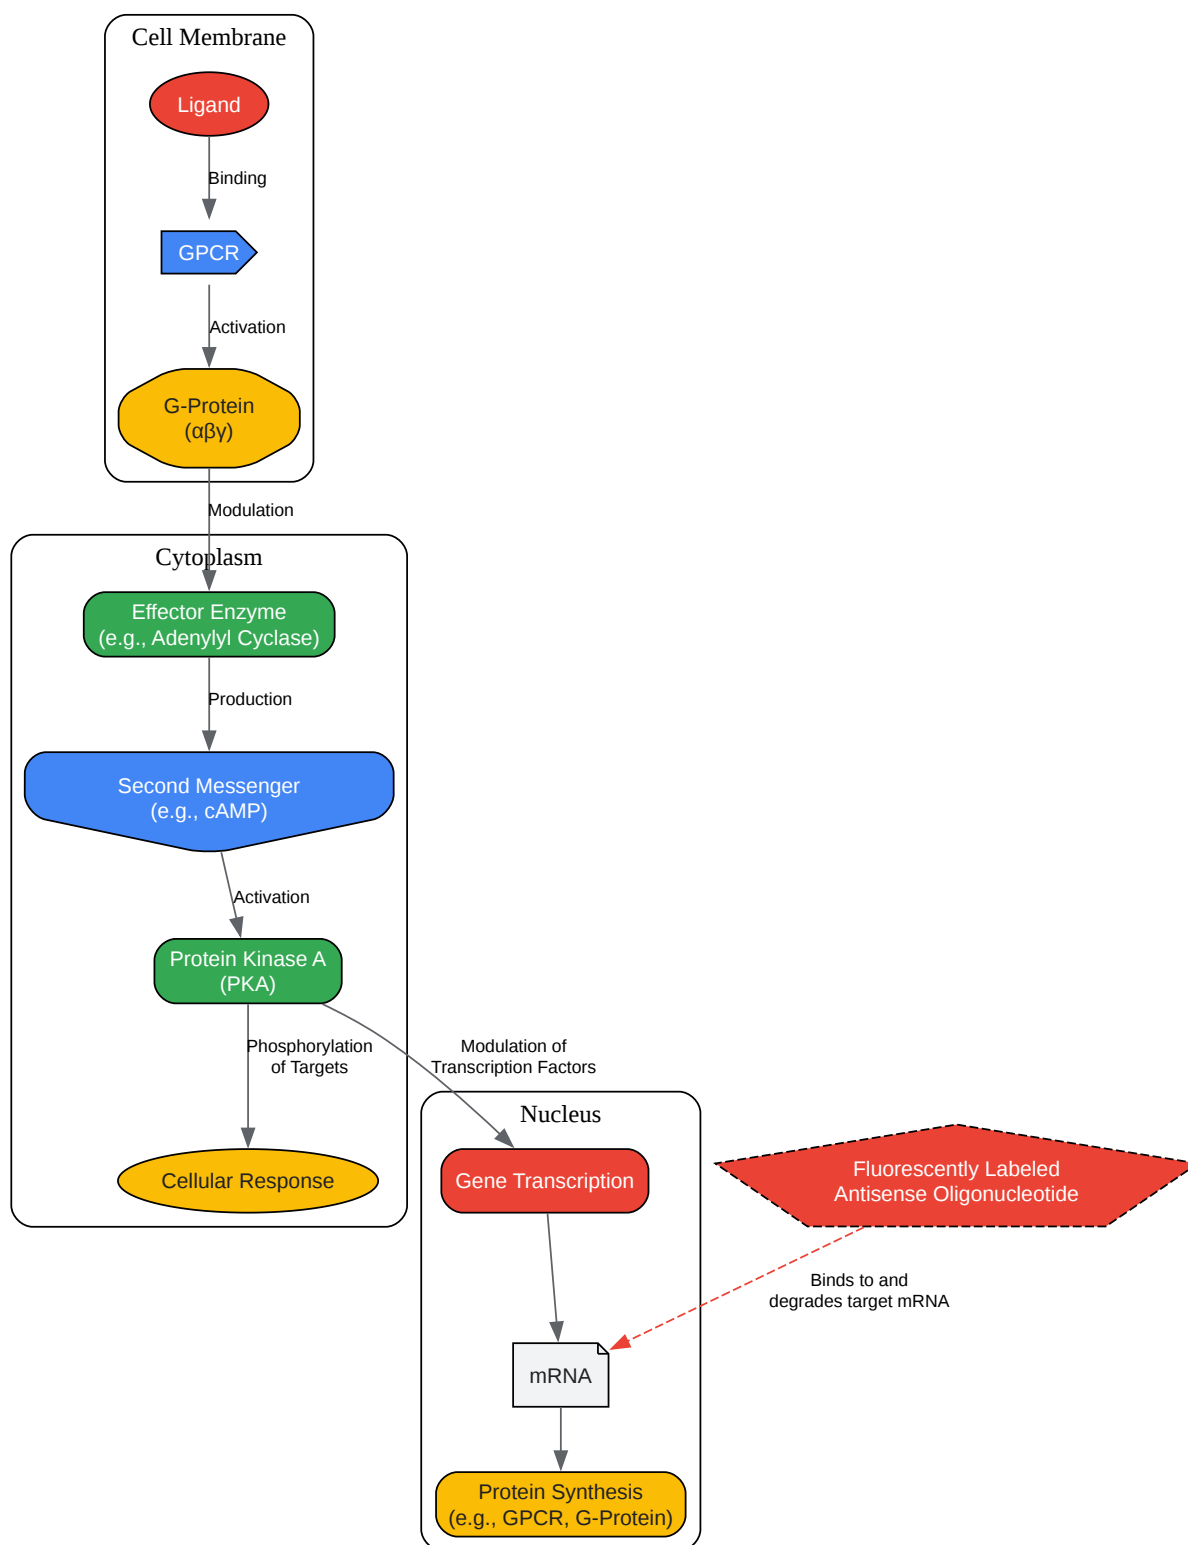 Cell Membrane
Ligand
Binding
GPCR
Activation
G-Protein
(αβγ)
Modulation
Cytoplasm
Effector Enzyme
(e.g., Adenylyl Cyclase)
Production
Second Messenger
(e.g., cAMP)
Activation
Protein Kinase A
(PKA)
Phosphorylation
of Targets
Modulation of
Transcription Factors
Cellular Response
Nucleus
Gene Transcription
Fluorescently Labeled
Antisense Oligonucleotide
Binds to and
degrades target mRNA
mRNA
Protein Synthesis
(e.g., GPCR, G-Protein)